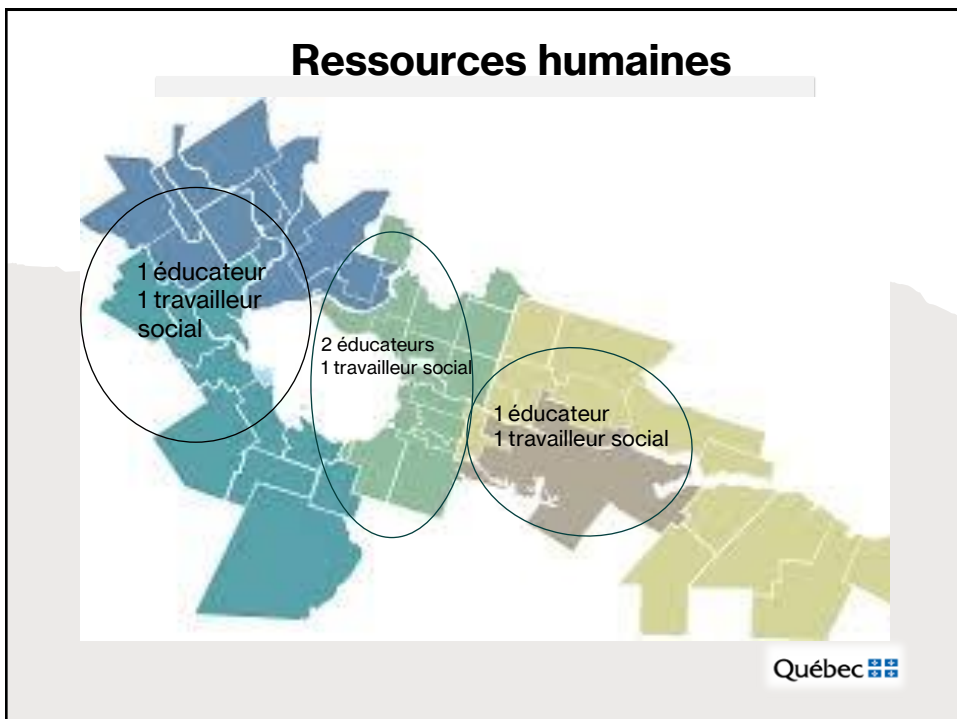 Ressources humaines
1 éducateur
1 travailleur
social
2 éducateurs
1 travailleur social
1 éducateur
1 travailleur social
Québec